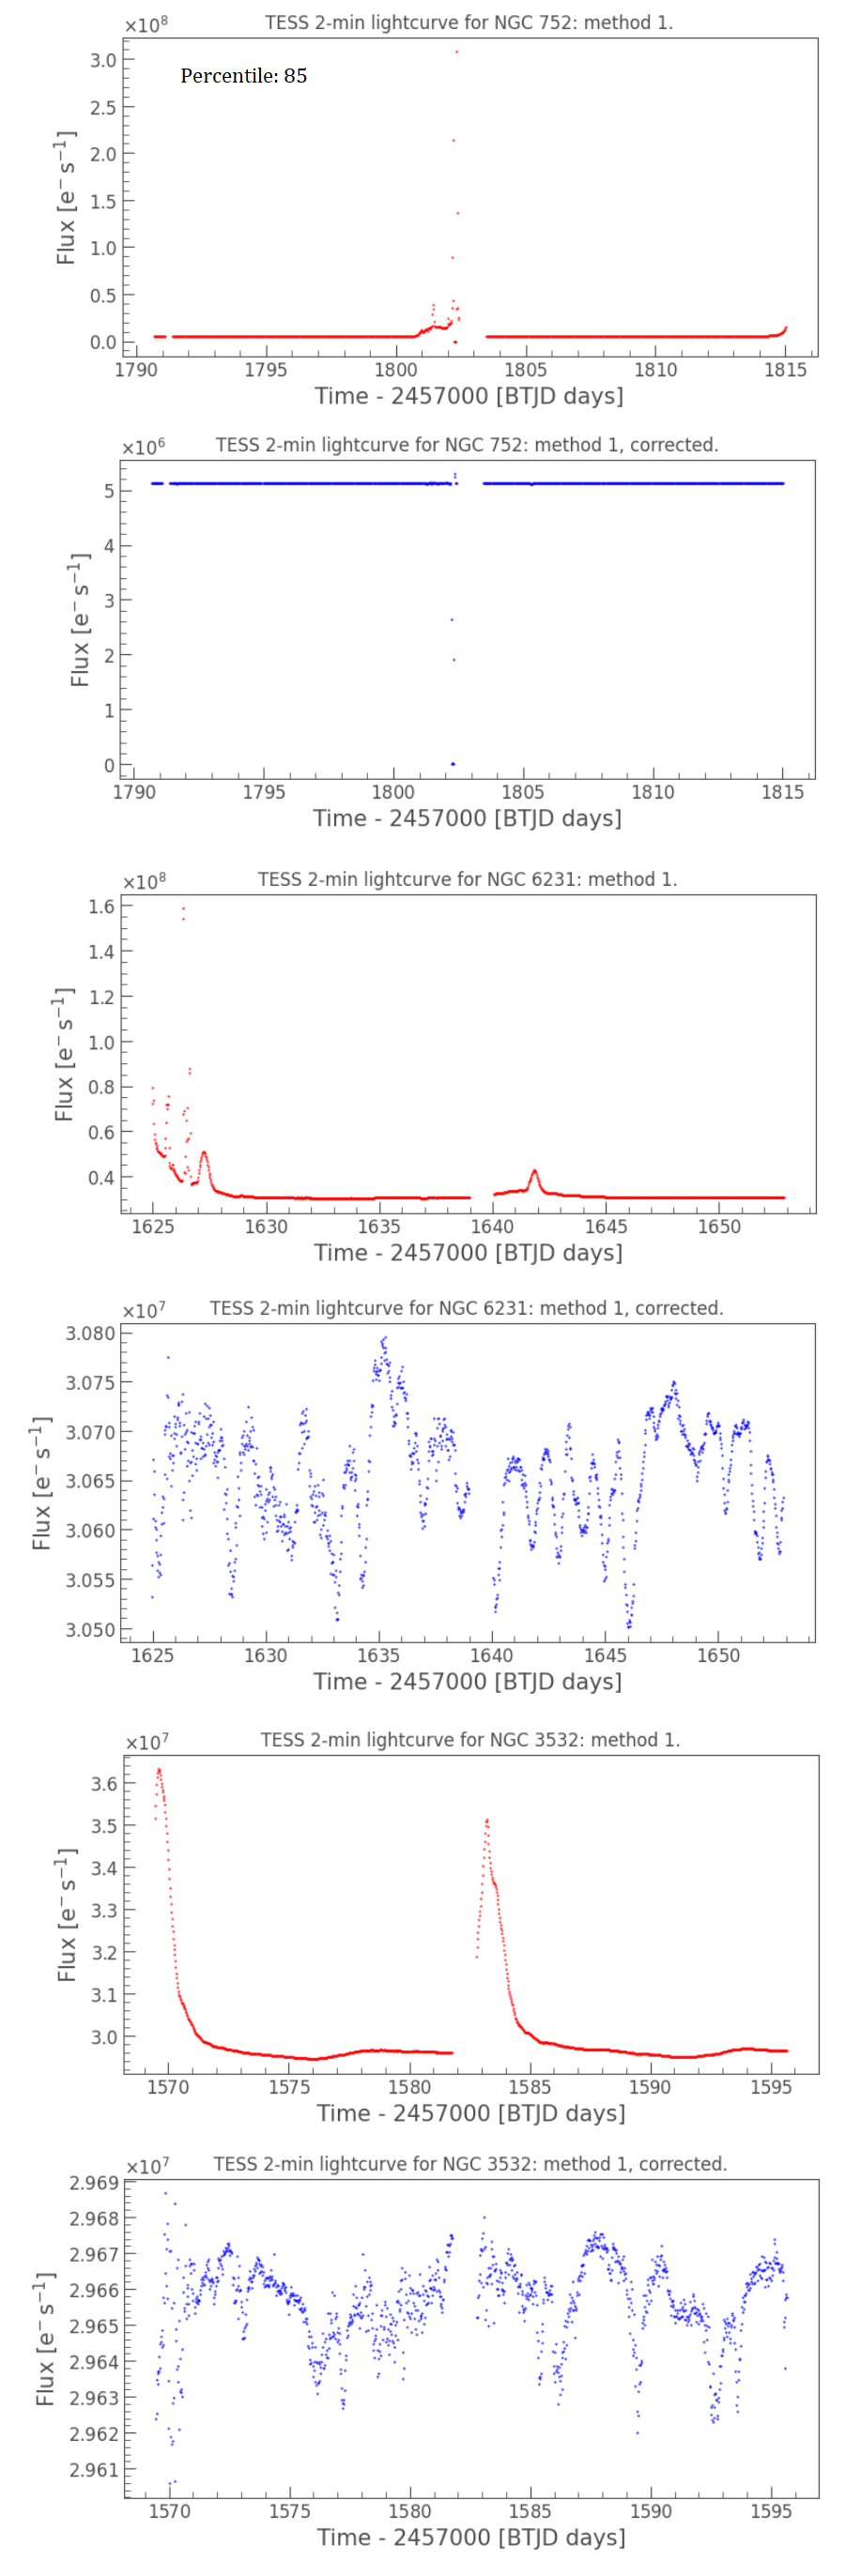 TESS 2-min lightcurve for NGC 752: method 1.
×10⁸
Percentile: 85
3.0
2.5
2.0
1.5
1.0
0.5
0.0
Flux [e⁻ s⁻¹]
1790 1795 1800 1805 1810 1815
Time - 2457000 [BTJD days]
TESS 2-min lightcurve for NGC 752: method 1, corrected.
×10⁶
5
4
3
2
1
0
Flux [e⁻ s⁻¹]
1790 1795 1800 1805 1810 1815
Time - 2457000 [BTJD days]
TESS 2-min lightcurve for NGC 6231: method 1.
×10⁸
1.6
1.4
1.2
1.0
0.8
0.6
0.4
Flux [e⁻ s⁻¹]
1625 1630 1635 1640 1645 1650
Time - 2457000 [BTJD days]
TESS 2-min lightcurve for NGC 6231: method 1, corrected.
×10⁷
3.080
3.075
3.070
3.065
3.060
3.055
3.050
Flux [e⁻ s⁻¹]
1625 1630 1635 1640 1645 1650
Time - 2457000 [BTJD days]
TESS 2-min lightcurve for NGC 3532: method 1.
×10⁷
3.6
3.5
3.4
3.3
3.2
3.1
3.0
Flux [e⁻ s⁻¹]
1570 1575 1580 1585 1590 1595
Time - 2457000 [BTJD days]
TESS 2-min lightcurve for NGC 3532: method 1, corrected.
×10⁷
2.969
2.968
2.967
2.966
2.965
2.964
2.963
2.962
2.961
Flux [e⁻ s⁻¹]
1570 1575 1580 1585 1590 1595
Time - 2457000 [BTJD days]